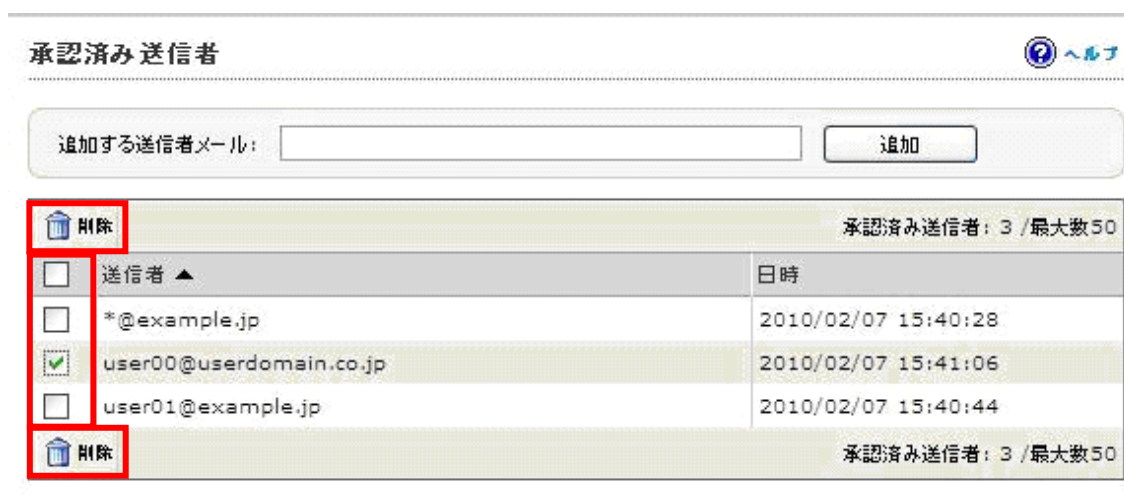 承認済み送信者 ヘルプ
追加する送信者メール: 追加
削除 承認済み送信者: 3 /最大数50
送信者 ▲ 日時
*@example.jp 2010/02/07 15:40:28
user00@userdomain.co.jp 2010/02/07 15:41:06
user01@example.jp 2010/02/07 15:40:44
削除 承認済み送信者: 3 /最大数50